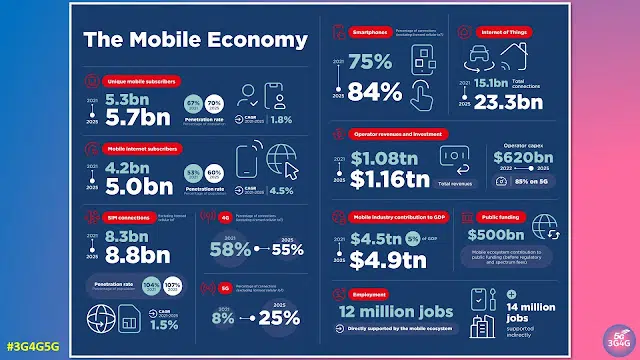 The Mobile Economy
Unique mobile subscribers
2021
5.3bn
2025
5.7bn
67%
2021
70%
2025
Penetration rate
Percentage of population
CAGR
2021-2025
1.8%
Mobile internet subscribers
2021
4.2bn
2025
5.0bn
53%
2021
60%
2025
Penetration rate
Percentage of population
CAGR
2021-2025
4.5%
SIM connections
Excluding licensed
cellular IoT
2021
8.3bn
2025
8.8bn
Penetration rate
Percentage of population
104%
2021
107%
2025
1.5%
4G
Percentage of connections
(excluding licensed cellular IoT)
2021
58%
2025
55%
5G
Percentage of connections
(excluding licensed cellular IoT)
2021
8%
2025
25%
Smartphones
Percentage of connections
(excluding licensed cellular IoT)
2021
75%
2025
84%
Internet of Things
2021
15.1bn
Total
connections
2025
23.3bn
Operator revenues and investment
2021
$1.08tn
2025
$1.16tn
Total revenues
Operator capex
$620bn
2022
2025
85% on 5G
Mobile industry contribution to GDP
2021
$4.5tn
5%
of GDP
2025
$4.9tn
Public funding
2021
$500bn
Mobile ecosystem contribution to
public funding (before regulatory
and spectrum fees)
Employment
2021
12 million jobs
Directly supported by the mobile ecosystem
+
14 million
jobs
supported
indirectly
#3G4G5G
6G
3G4G